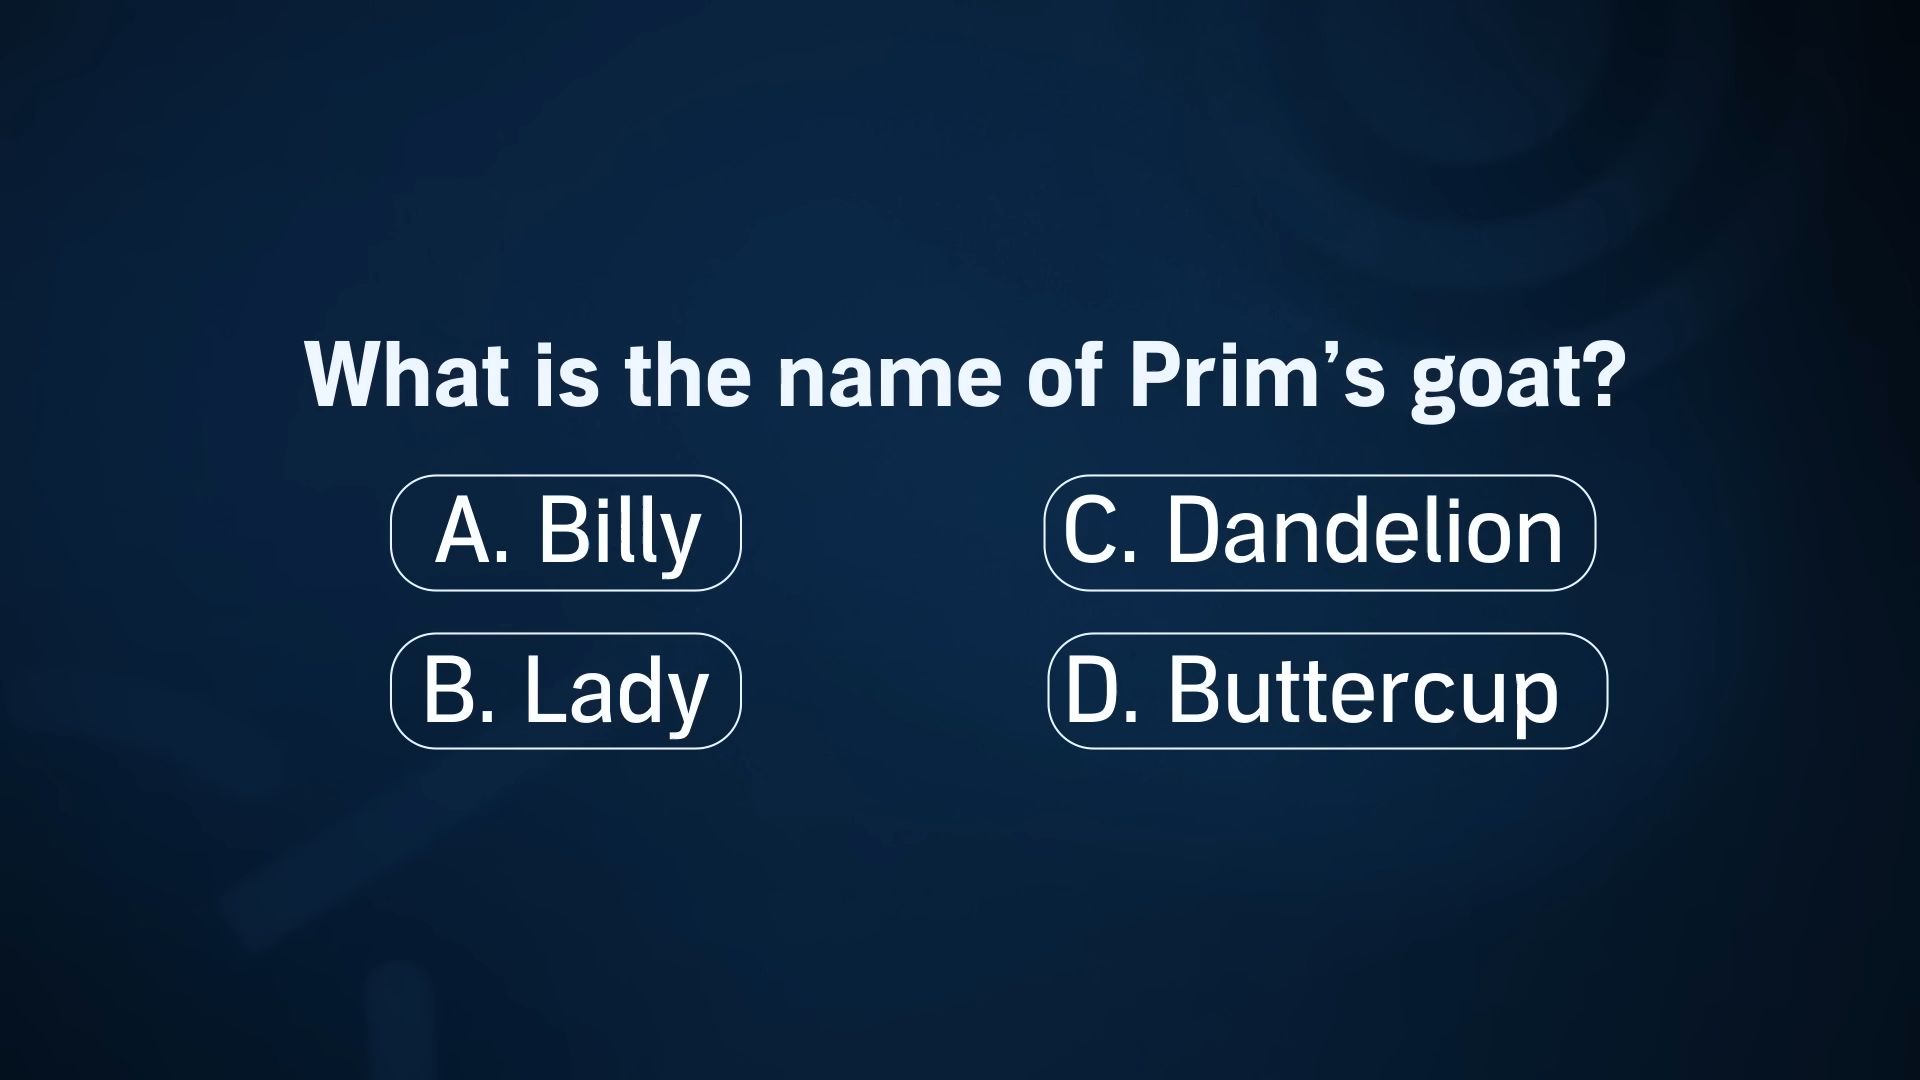 What is the name of Prim’s goat?
A. Billy
B. Lady
C. Dandelion
D. Buttercup